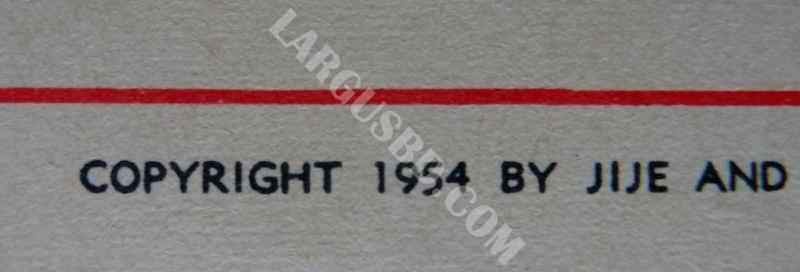 LARGUSBD.COM
COPYRIGHT 1954 BY JIJE AND